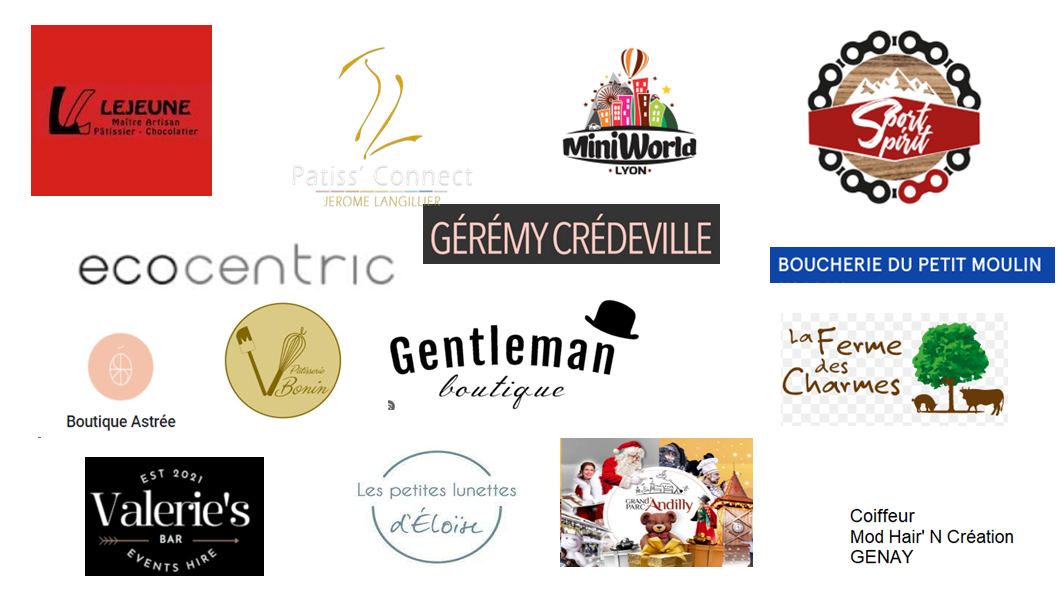 LEJEUNE
Maître Artisan
Pâtissier - Chocolatier
JL
Patiss' Connect
JEROME LANGILLIER
MiniWorld
LYON
Sport
Spirit
GÉRÉMY CRÉDEVILLE
ecocentric
BOUCHERIE DU PETIT MOULIN
Boutique Astrée
Pâtisserie
Bonin
Gentleman
boutique
La Ferme
des
Charmes
EST 2021
Valerie's
BAR
EVENTS HIRE
Les petites lunettes
d'Éloïse
GRAND
PARC Andilly
Coiffeur
Mod Hair' N Création
GENAY